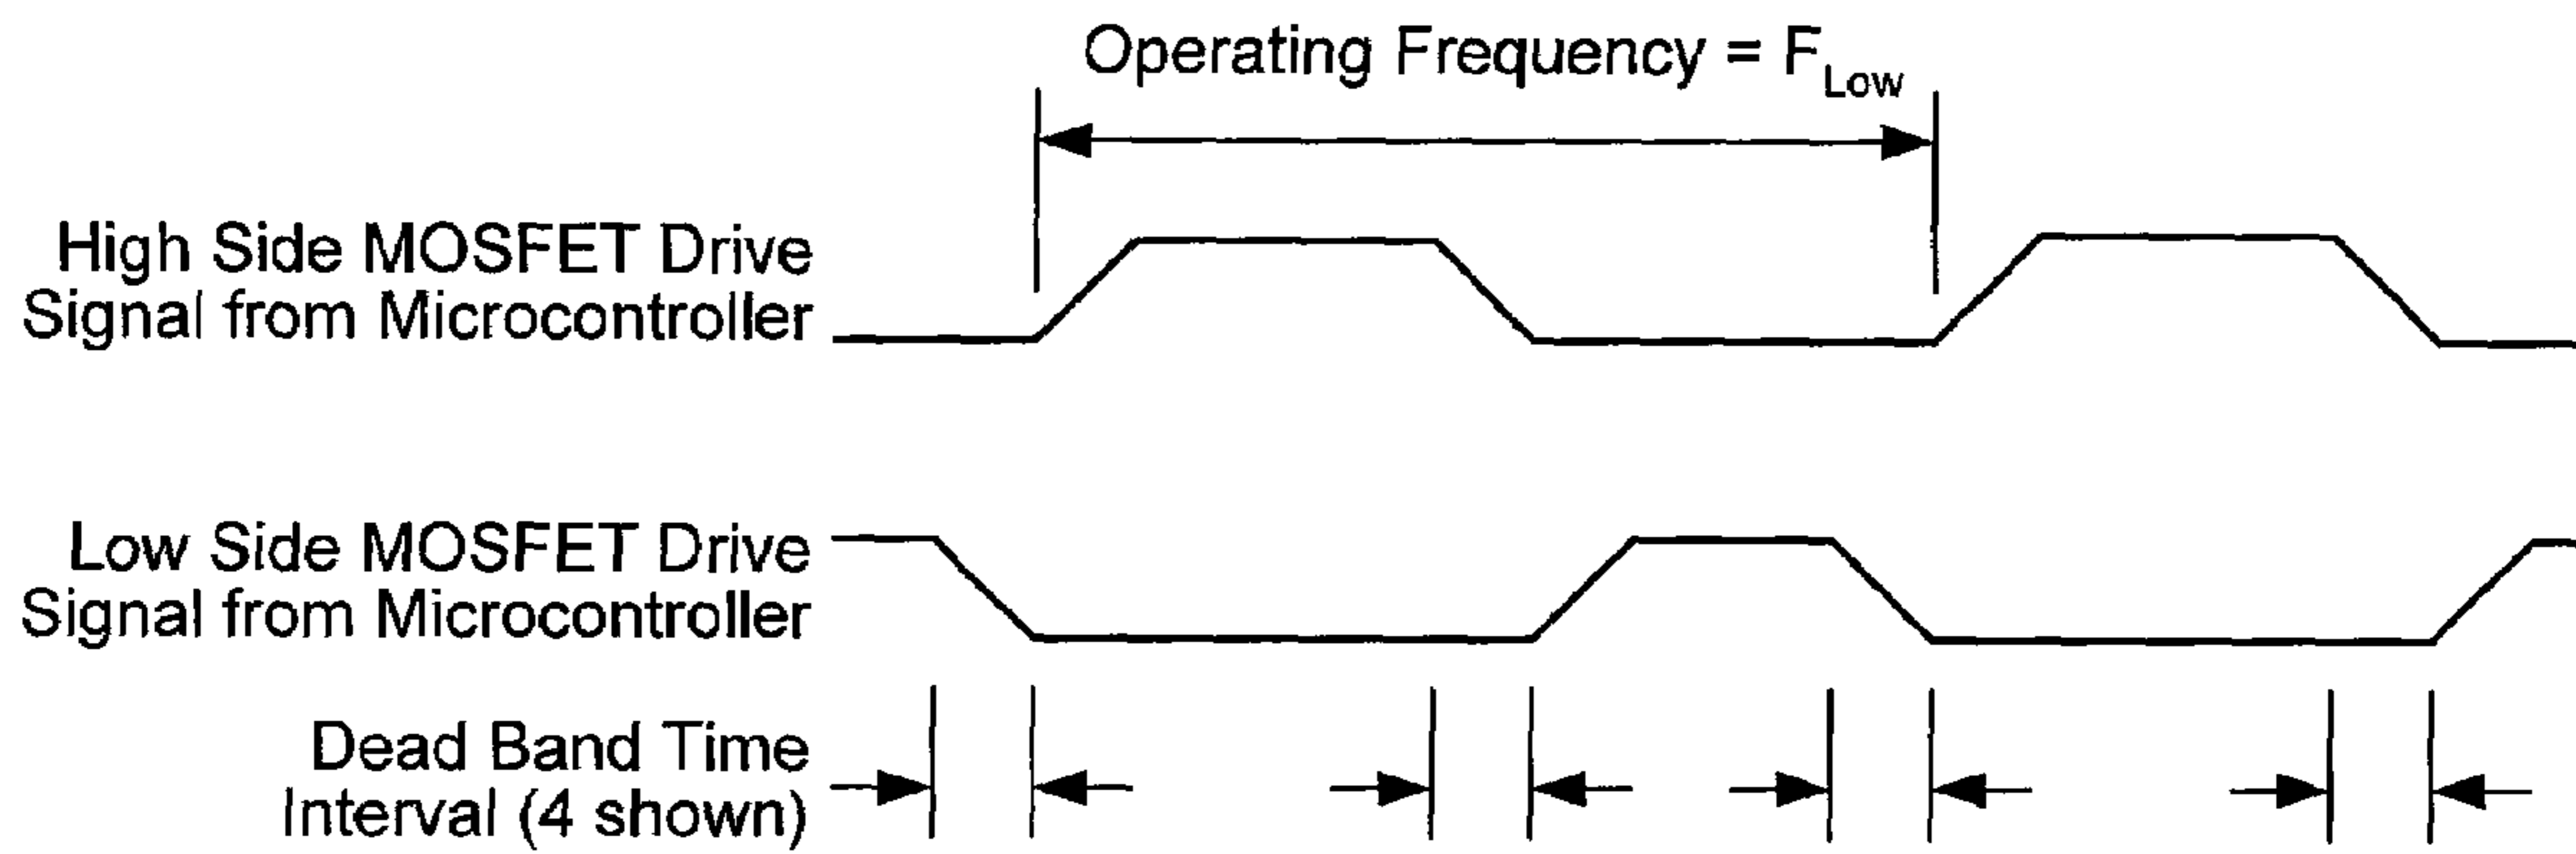 Operating Frequency = F_Low
High Side MOSFET Drive
Signal from Microcontroller
Low Side MOSFET Drive
Signal from Microcontroller
Dead Band Time
Interval (4 shown)